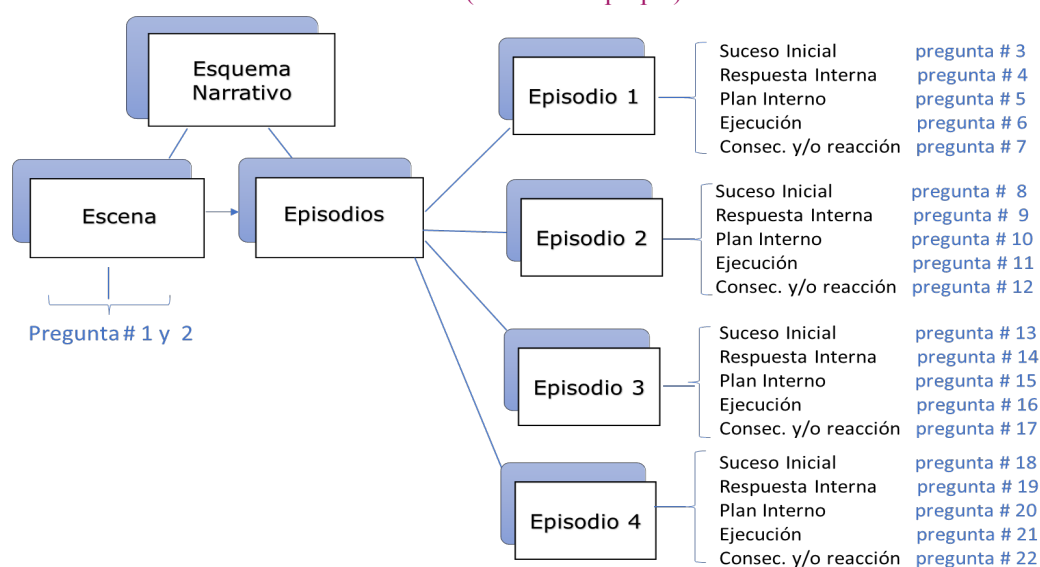 Esquema
Narrativo
Escena
Episodios
Pregunta # 1 y 2
Episodio 1
Suceso Inicial pregunta # 3
Respuesta Interna pregunta # 4
Plan Interno pregunta # 5
Ejecución pregunta # 6
Consec. y/o reacción pregunta # 7
Episodio 2
Suceso Inicial pregunta # 8
Respuesta Interna pregunta # 9
Plan Interno pregunta # 10
Ejecución pregunta # 11
Consec. y/o reacción pregunta # 12
Episodio 3
Suceso Inicial pregunta # 13
Respuesta Interna pregunta # 14
Plan Interno pregunta # 15
Ejecución pregunta # 16
Consec. y/o reacción pregunta # 17
Episodio 4
Suceso Inicial pregunta # 18
Respuesta Interna pregunta # 19
Plan Interno pregunta # 20
Ejecución pregunta # 21
Consec. y/o reacción pregunta # 22